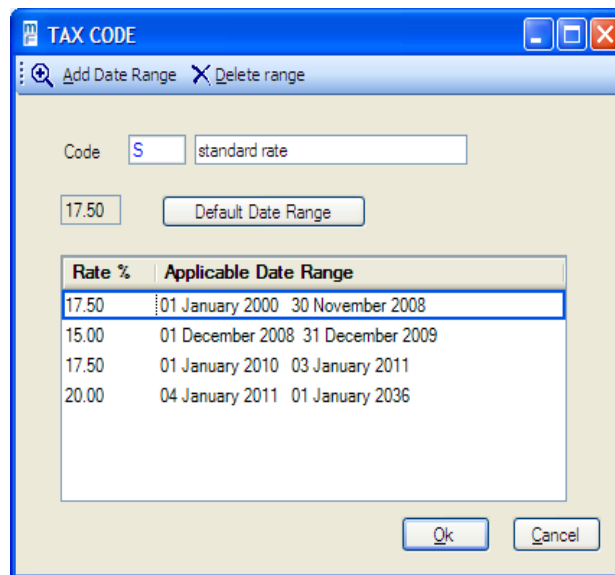 TAX CODE
Add Date Range Delete range
Code S standard rate
17.50 Default Date Range
Rate % Applicable Date Range
17.50 01 January 2000 30 November 2008
15.00 01 December 2008 31 December 2009
17.50 01 January 2010 03 January 2011
20.00 04 January 2011 01 January 2036
Ok Cancel